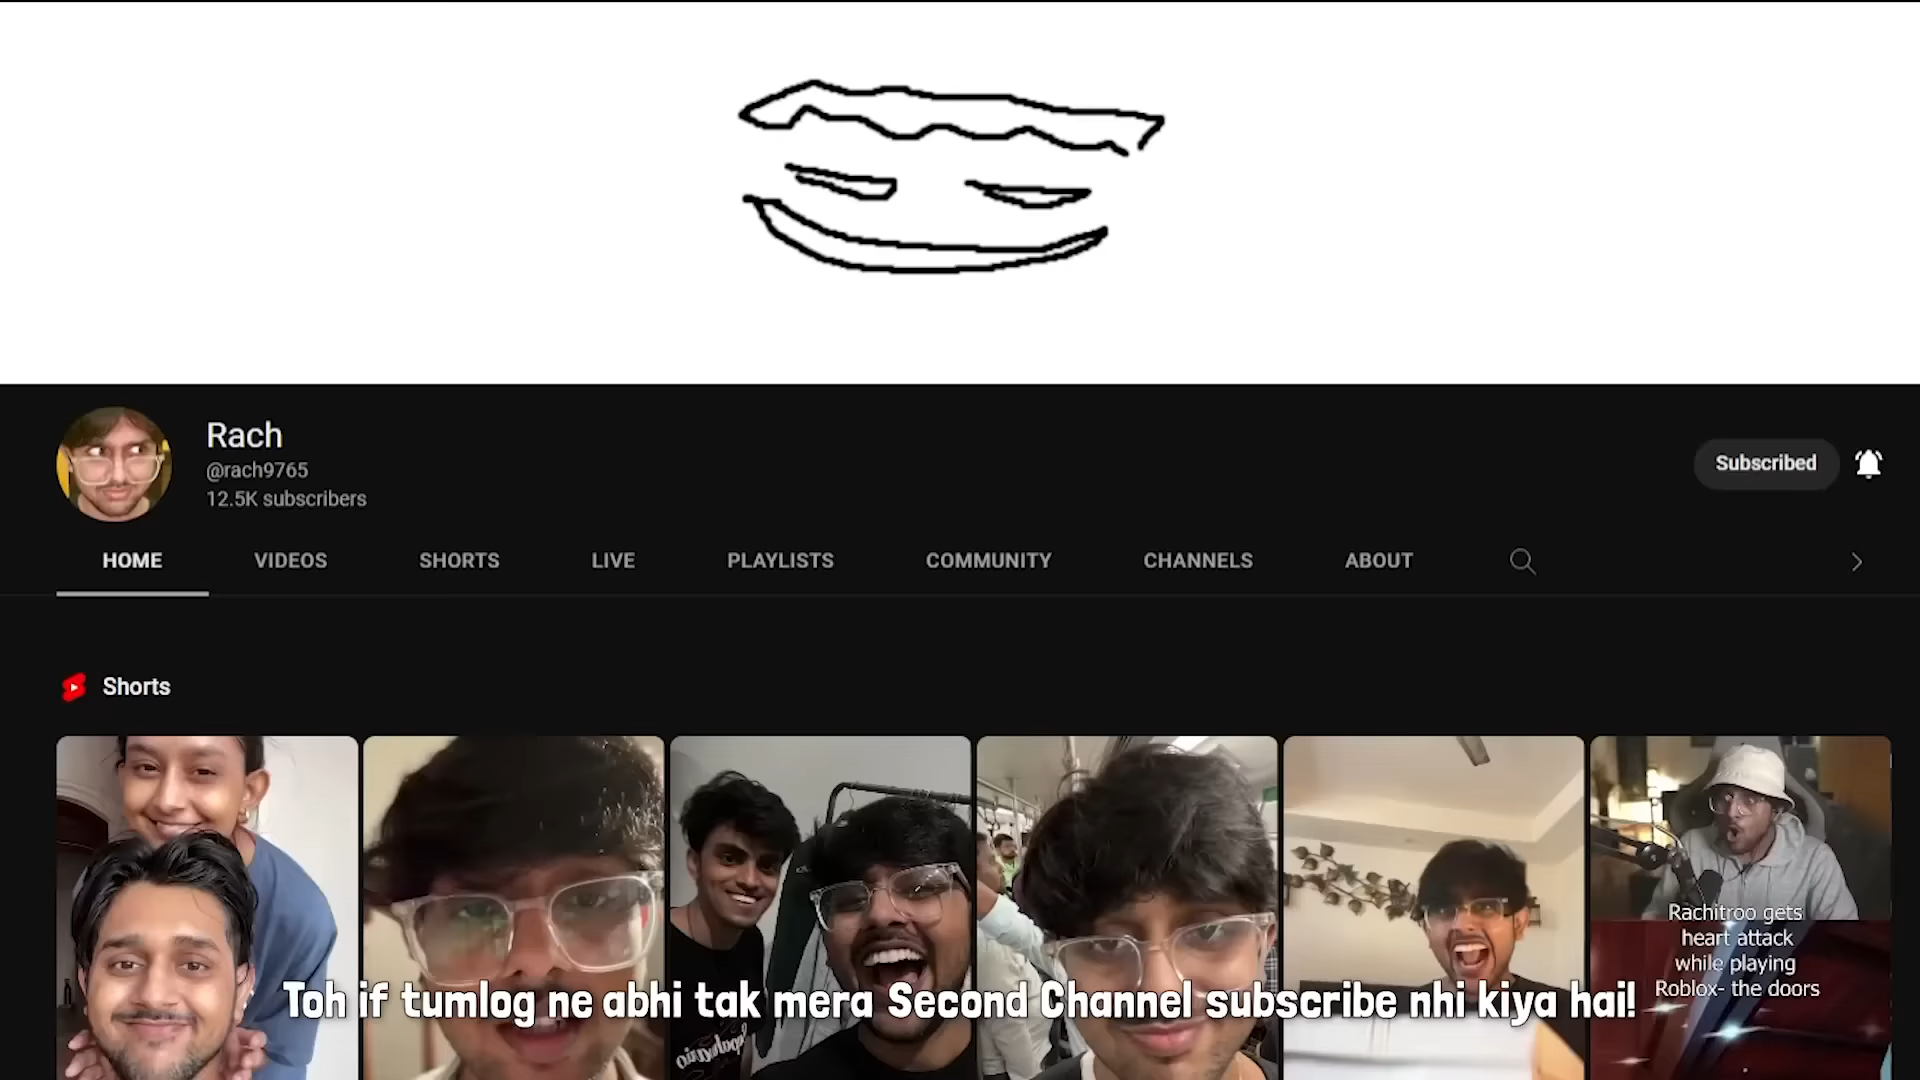 Rach
@rach9765
12.5K subscribers
Subscribed
HOME VIDEOS SHORTS LIVE PLAYLISTS COMMUNITY CHANNELS ABOUT
Shorts
Rachitroo gets
heart attack
while playing
Roblox- the doors
Toh if tumlog ne abhi tak mera Second Channel subscribe nhi kiya hai!